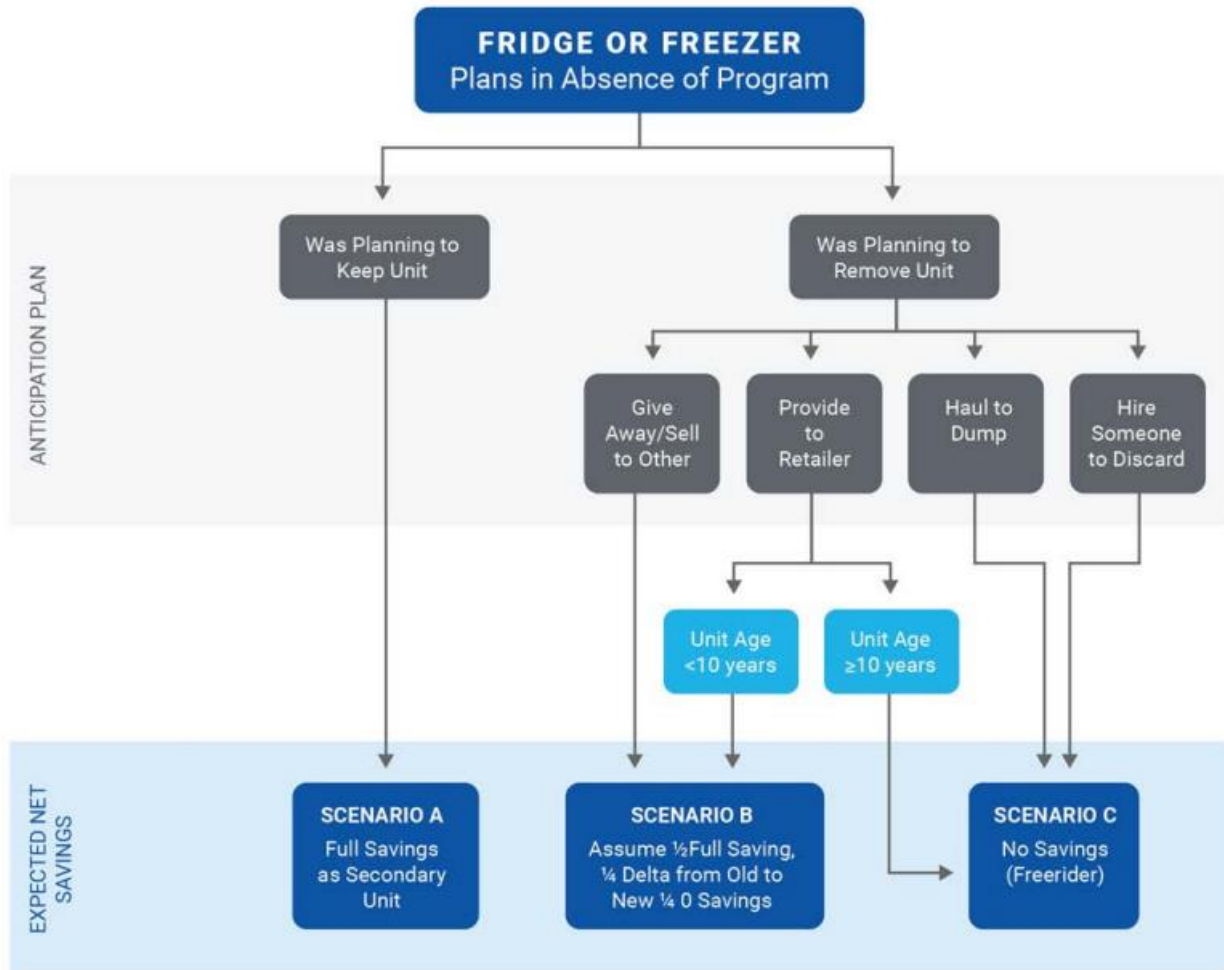 FRIDGE OR FREEZER
Plans in Absence of Program
ANTICIPATION PLAN
Was Planning to
Keep Unit
Was Planning to
Remove Unit
Give
Away/Sell
to Other
Provide
to
Retailer
Haul to
Dump
Hire
Someone
to Discard
Unit Age
<10 years
Unit Age
≥10 years
EXPECTED NET
SAVINGS
SCENARIO A
Full Savings
as Secondary
Unit
SCENARIO B
Assume ½Full Saving,
¼ Delta from Old to
New ¼ 0 Savings
SCENARIO C
No Savings
(Freerider)